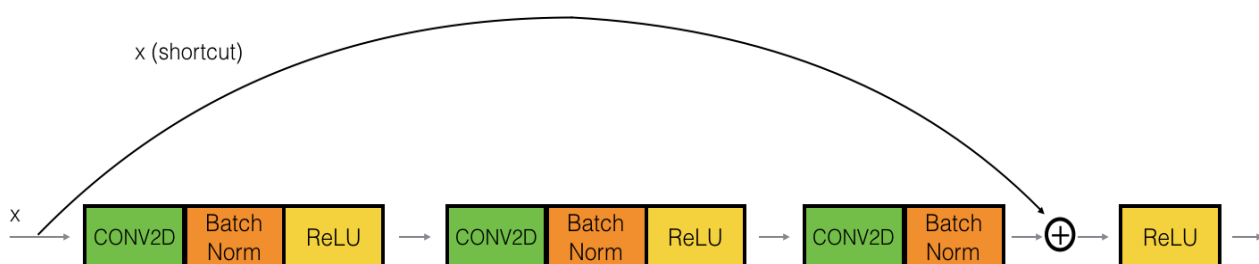 x (shortcut)
x
CONV2D
Batch
Norm
ReLU
CONV2D
Batch
Norm
ReLU
CONV2D
Batch
Norm
ReLU